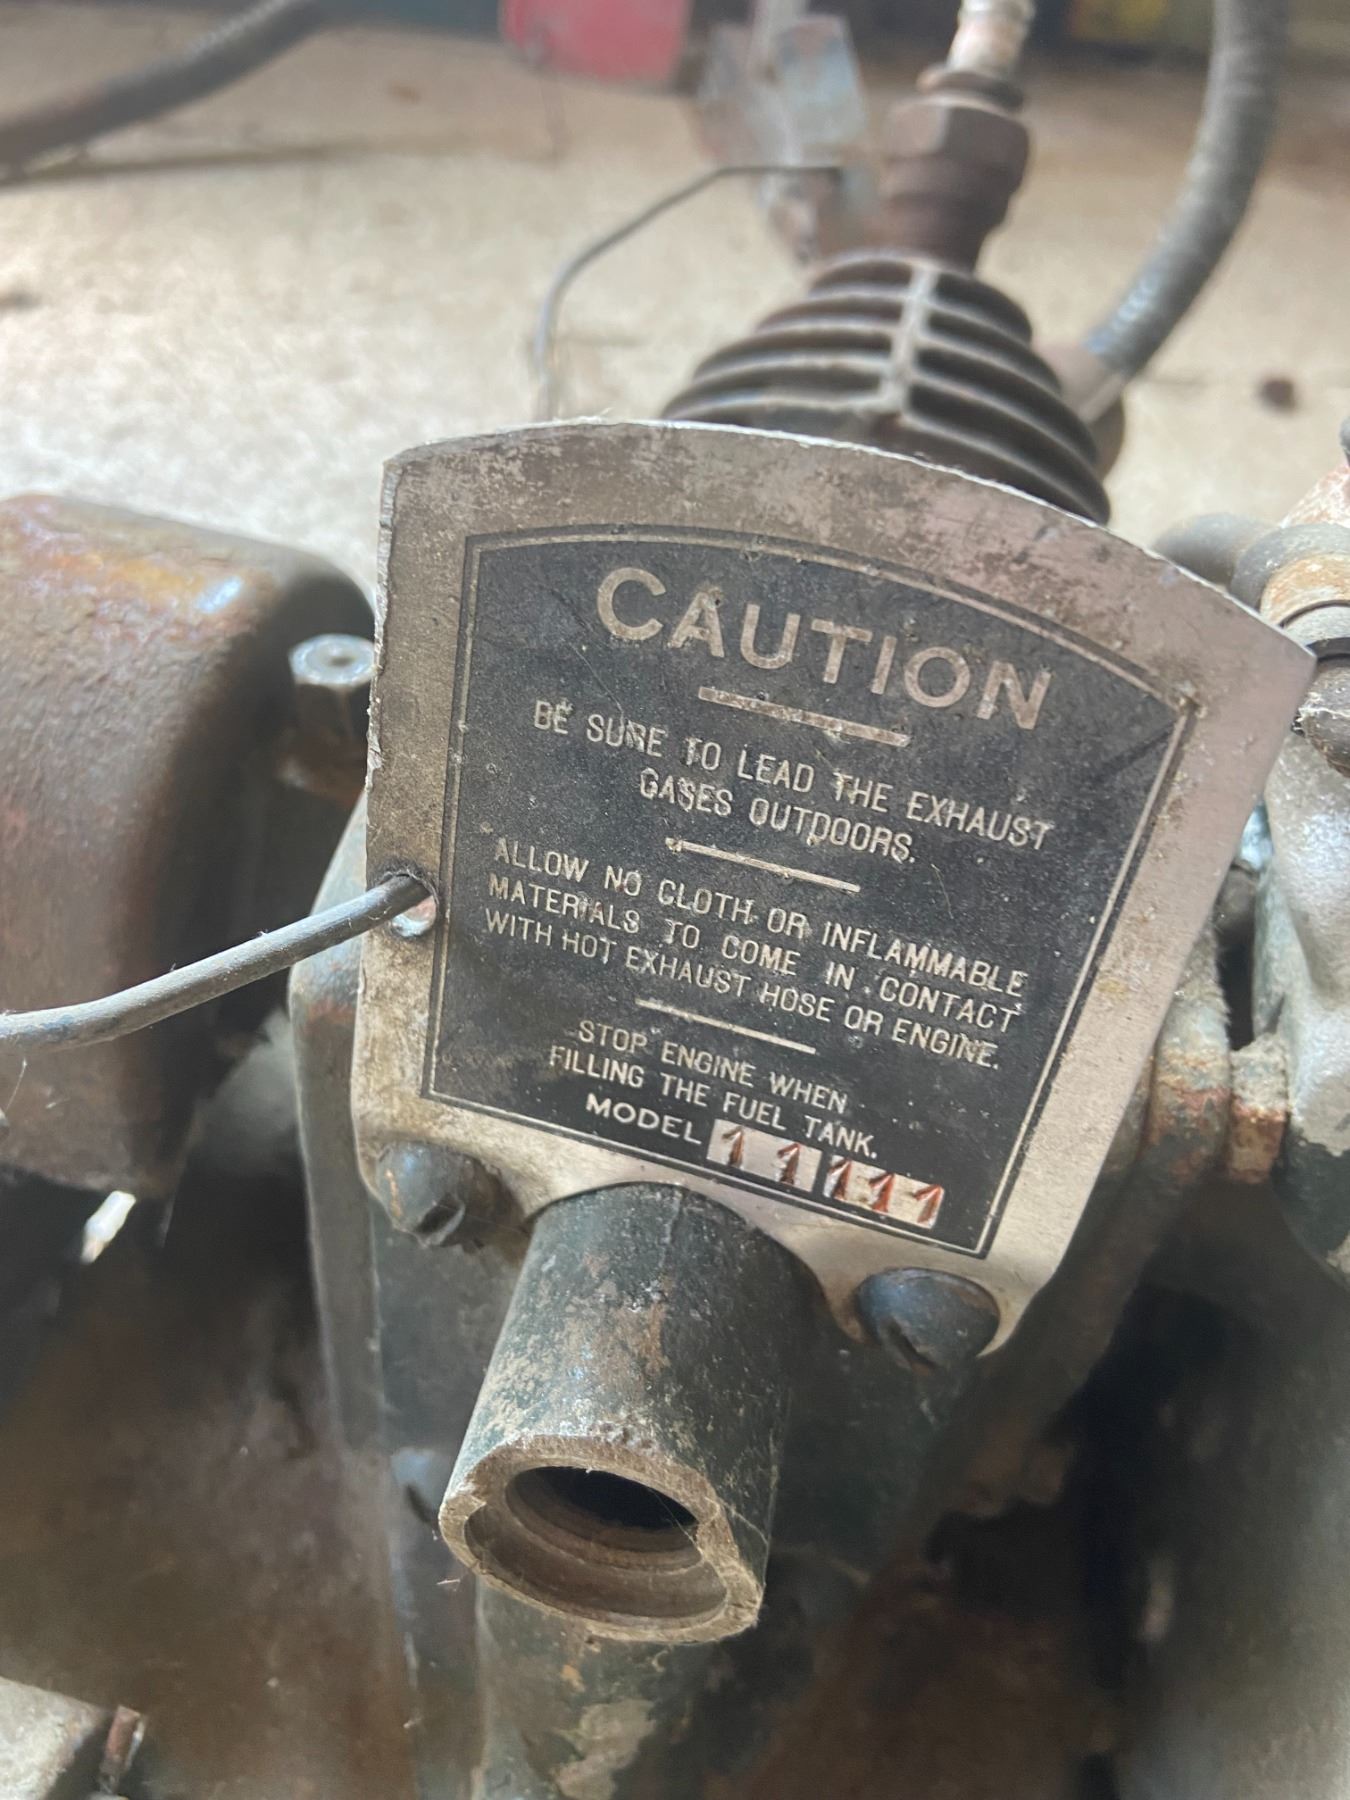 CAUTION
BE SURE TO LEAD THE EXHAUST
GASES OUTDOORS.
ALLOW NO CLOTH OR INFLAMMABLE
MATERIALS TO COME IN CONTACT
WITH HOT EXHAUST HOSE OR ENGINE.
STOP ENGINE WHEN
FILLING THE FUEL TANK.
MODEL 11111